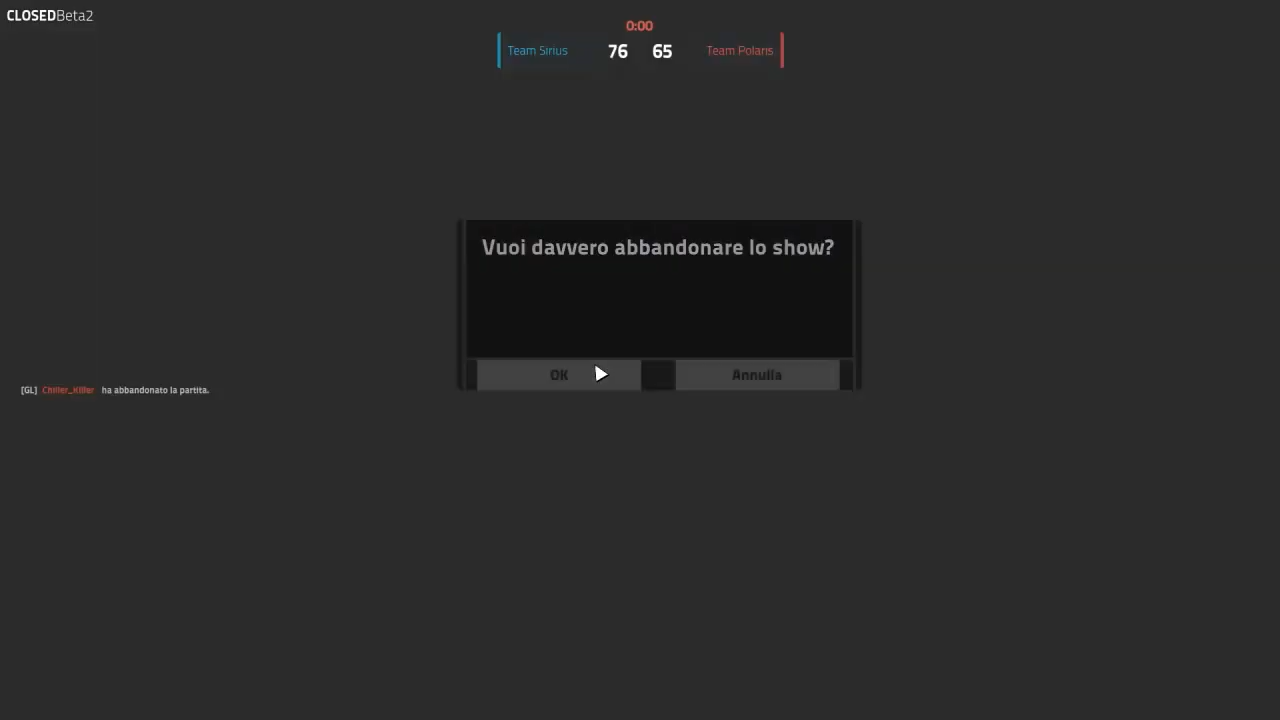 CLOSEDBeta2
0:00
Team Sirius 76 65 Team Polaris
Vuoi davvero abbandonare lo show?
OK Annulla
[GL] Chiller_Killer ha abbandonato la partita.